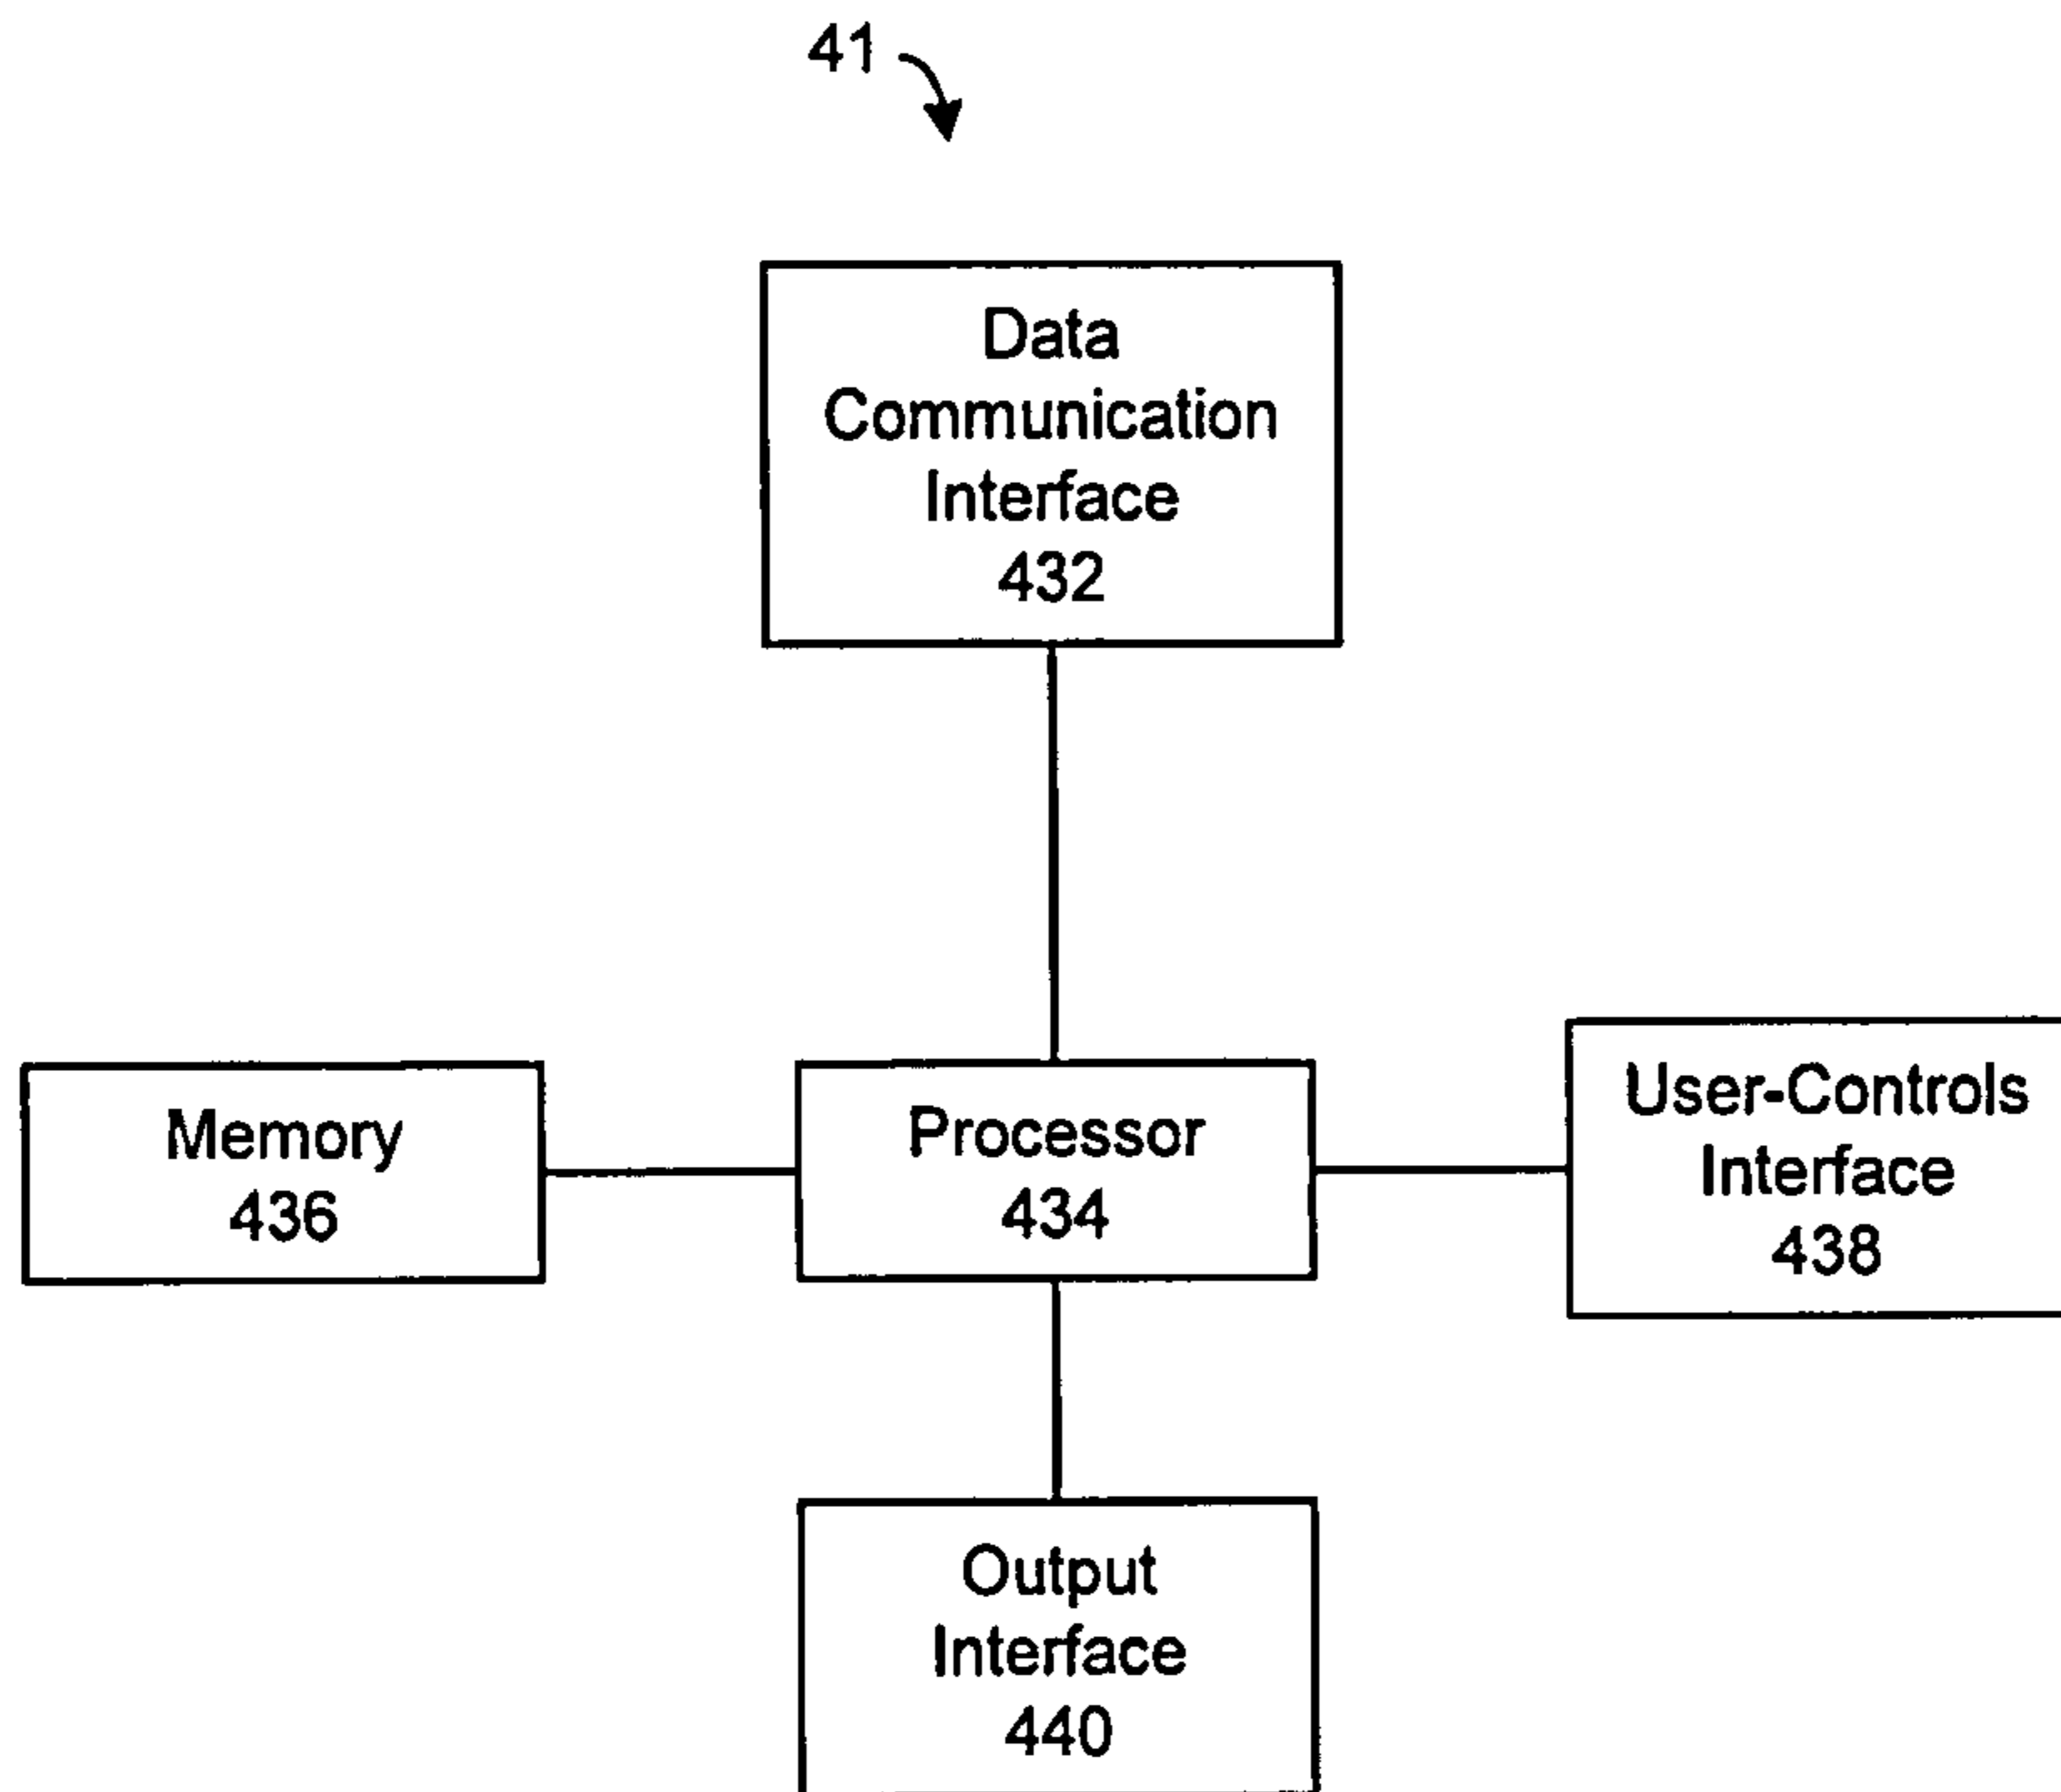 41
Data
Communication
Interface
432
Memory
436
Processor
434
User-Controls
Interface
438
Output
Interface
440